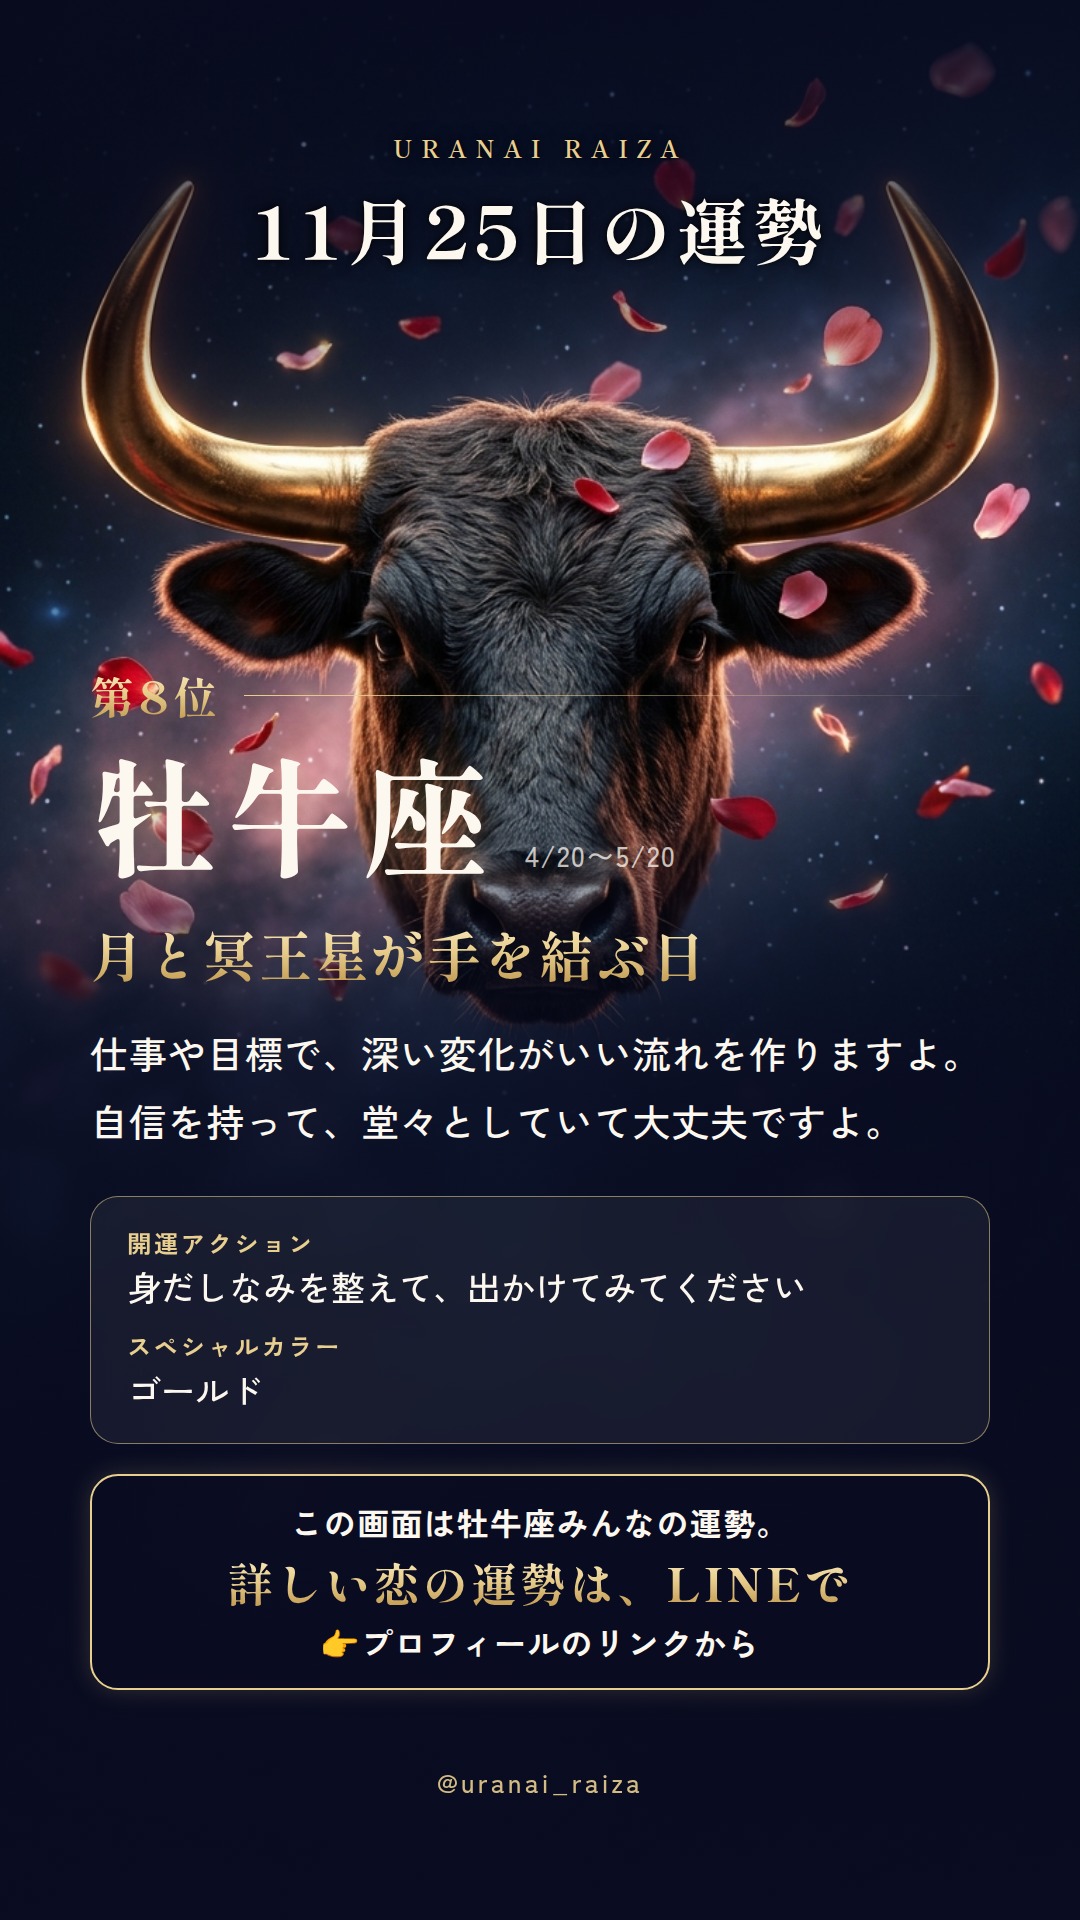 URANAI RAIZA
11月25日の運勢
第8位
牡牛座 4/20〜5/20
月と冥王星が手を結ぶ日
仕事や目標で、深い変化がいい流れを作りますよ。
自信を持って、堂々としていて大丈夫ですよ。
開運アクション
身だしなみを整えて、出かけてみてください
スペシャルカラー
ゴールド
この画面は牡牛座みんなの運勢。
詳しい恋の運勢は、LINEで
👉プロフィールのリンクから
@uranai_raiza